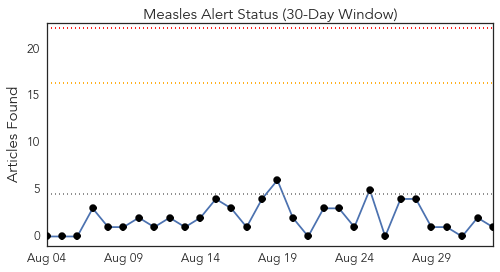 Measles Alert Status (30-Day Window)
Articles Found
20
15
10
5
0
Aug 04 Aug 09 Aug 14 Aug 19 Aug 24 Aug 29